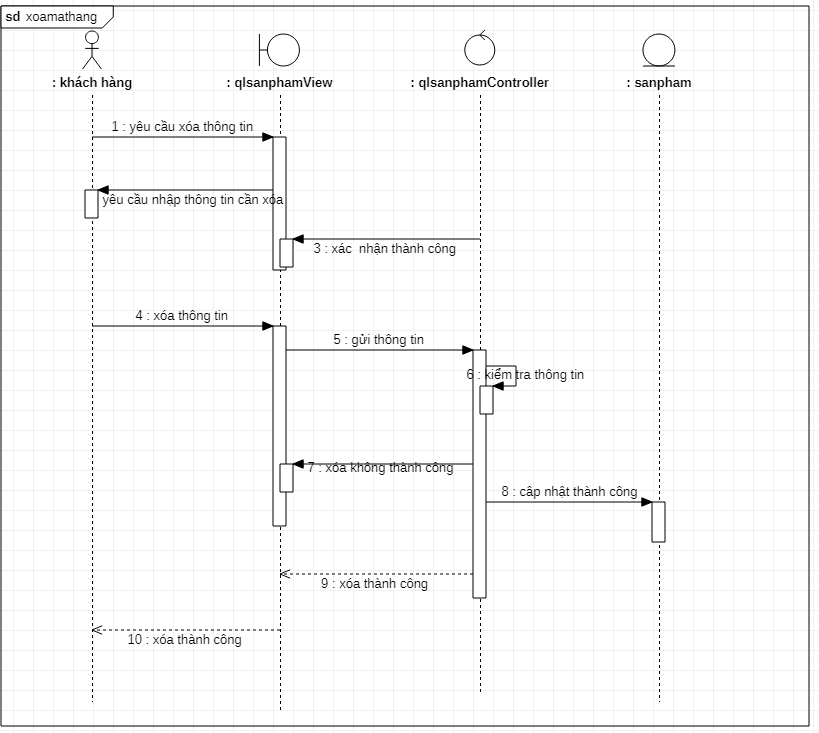 sd xoamathang
: khách hàng
: qlsanphamView
: qlsanphamController
: sanpham
1 : yêu cầu xóa thông tin
yêu cầu nhập thông tin cần xóa
3 : xác nhận thành công
4 : xóa thông tin
5 : gửi thông tin
6 : kiểm tra thông tin
7 : xóa không thành công
8 : câp nhật thành công
9 : xóa thành công
10 : xóa thành công